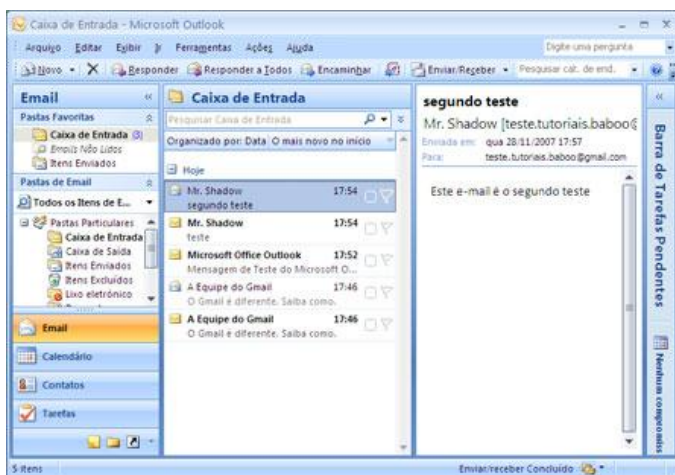 Caixa de Entrada - Microsoft Outlook
Arquivo Editar Exibir Ir Ferramentas Ações Ajuda
Digite uma pergunta
Novo Responder Responder a Todos Encaminhar Enviar/Receber Pesquisar cat. de end.
Email
Pastas Favoritas
Caixa de Entrada (3)
Emails Não Lidos
Itens Enviados
Pastas de Email
Todos os Itens de E...
Pastas Particulares
Caixa de Entrada
Caixa de Saída
Itens Enviados
Itens Excluídos
Lixo eletrônico
Email
Calendário
Contatos
Tarefas
Caixa de Entrada
Pesquisar Caixa de Entrada
Organizado por: Data O mais novo no início
Hoje
Mr. Shadow 17:54
segundo teste
Mr. Shadow 17:54
teste
Microsoft Office Outlook 17:52
Mensagem de Teste do Microsoft O...
A Equipe do Gmail 17:46
O Gmail é diferente. Saiba como.
A Equipe do Gmail 17:46
O Gmail é diferente. Saiba como.
segundo teste
Mr. Shadow [teste.tutoriais.baboo@
Enviada em: qua 28/11/2007 17:57
Para: teste.tutoriais.baboo@gmail.com
Este e-mail é o segundo teste
Barra de Tarefas Pendentes
Nenhum compromiss
5 itens
Enviar/receber Concluído